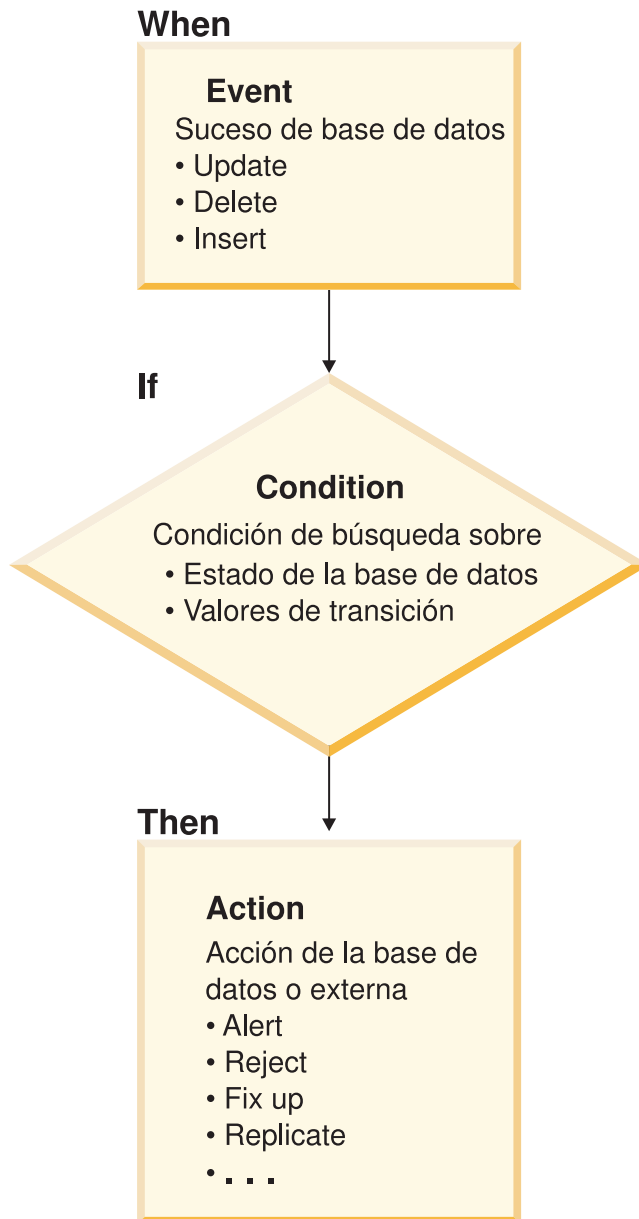 When
Event
Suceso de base de datos
• Update
• Delete
• Insert
If
Condition
Condición de búsqueda sobre
• Estado de la base de datos
• Valores de transición
Then
Action
Acción de la base de
datos o externa
• Alert
• Reject
• Fix up
• Replicate
• . . .